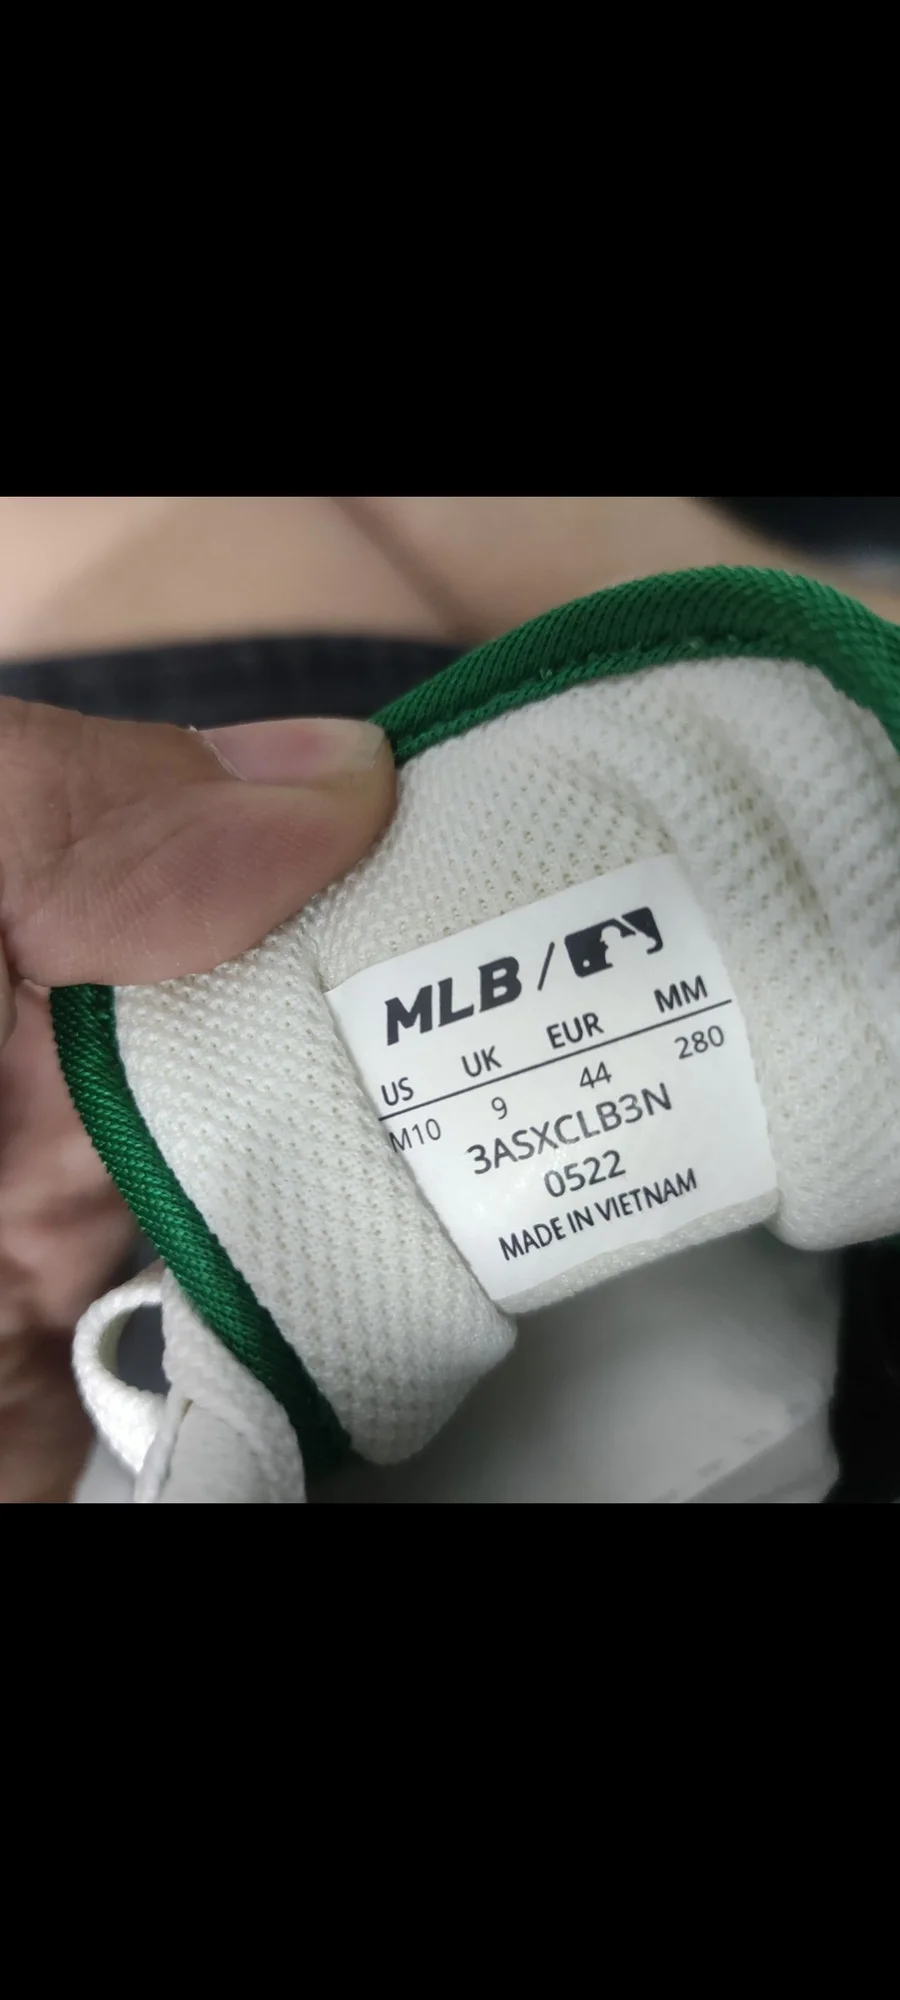 MLB /
US UK EUR MM
M10 9 44 280
3ASXCLB3N
0522
MADE IN VIETNAM